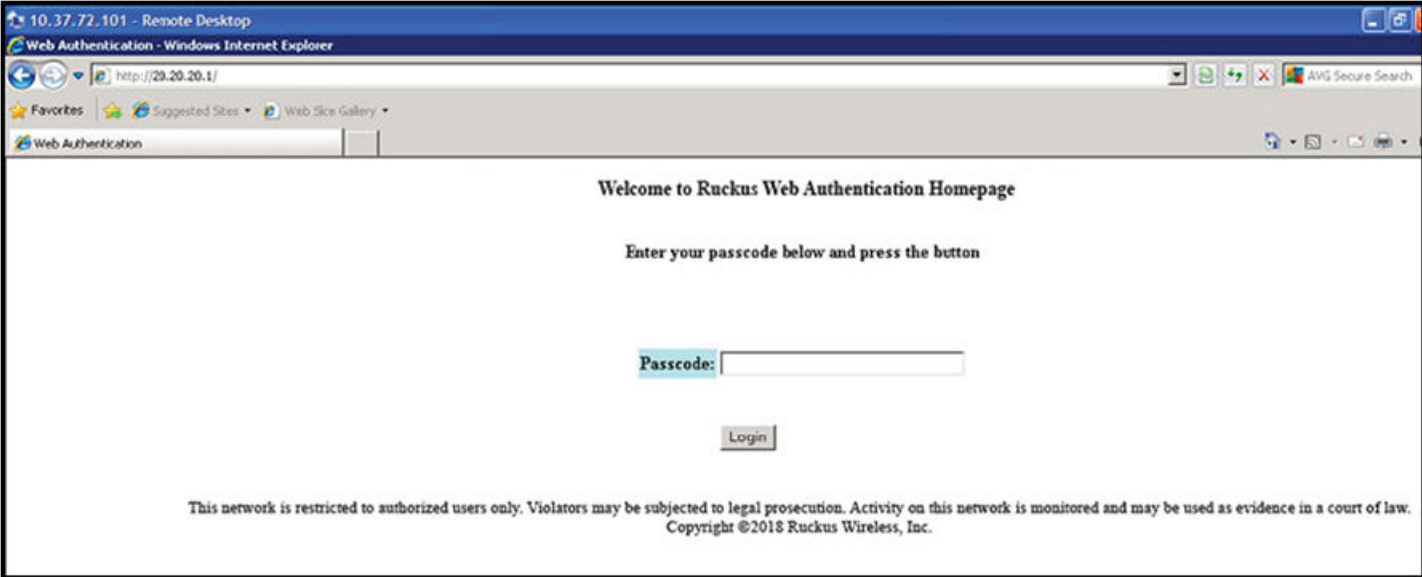 10.37.72.101 - Remote Desktop
Web Authentication - Windows Internet Explorer
http://20.20.20.1/
AVG Secure Search
Favorites
Suggested Sites
Web Slice Gallery
Web Authentication
Welcome to Ruckus Web Authentication Homepage
Enter your passcode below and press the button
Passcode:
Login
This network is restricted to authorized users only. Violators may be subjected to legal prosecution. Activity on this network is monitored and may be used as evidence in a court of law.
Copyright ©2018 Ruckus Wireless, Inc.